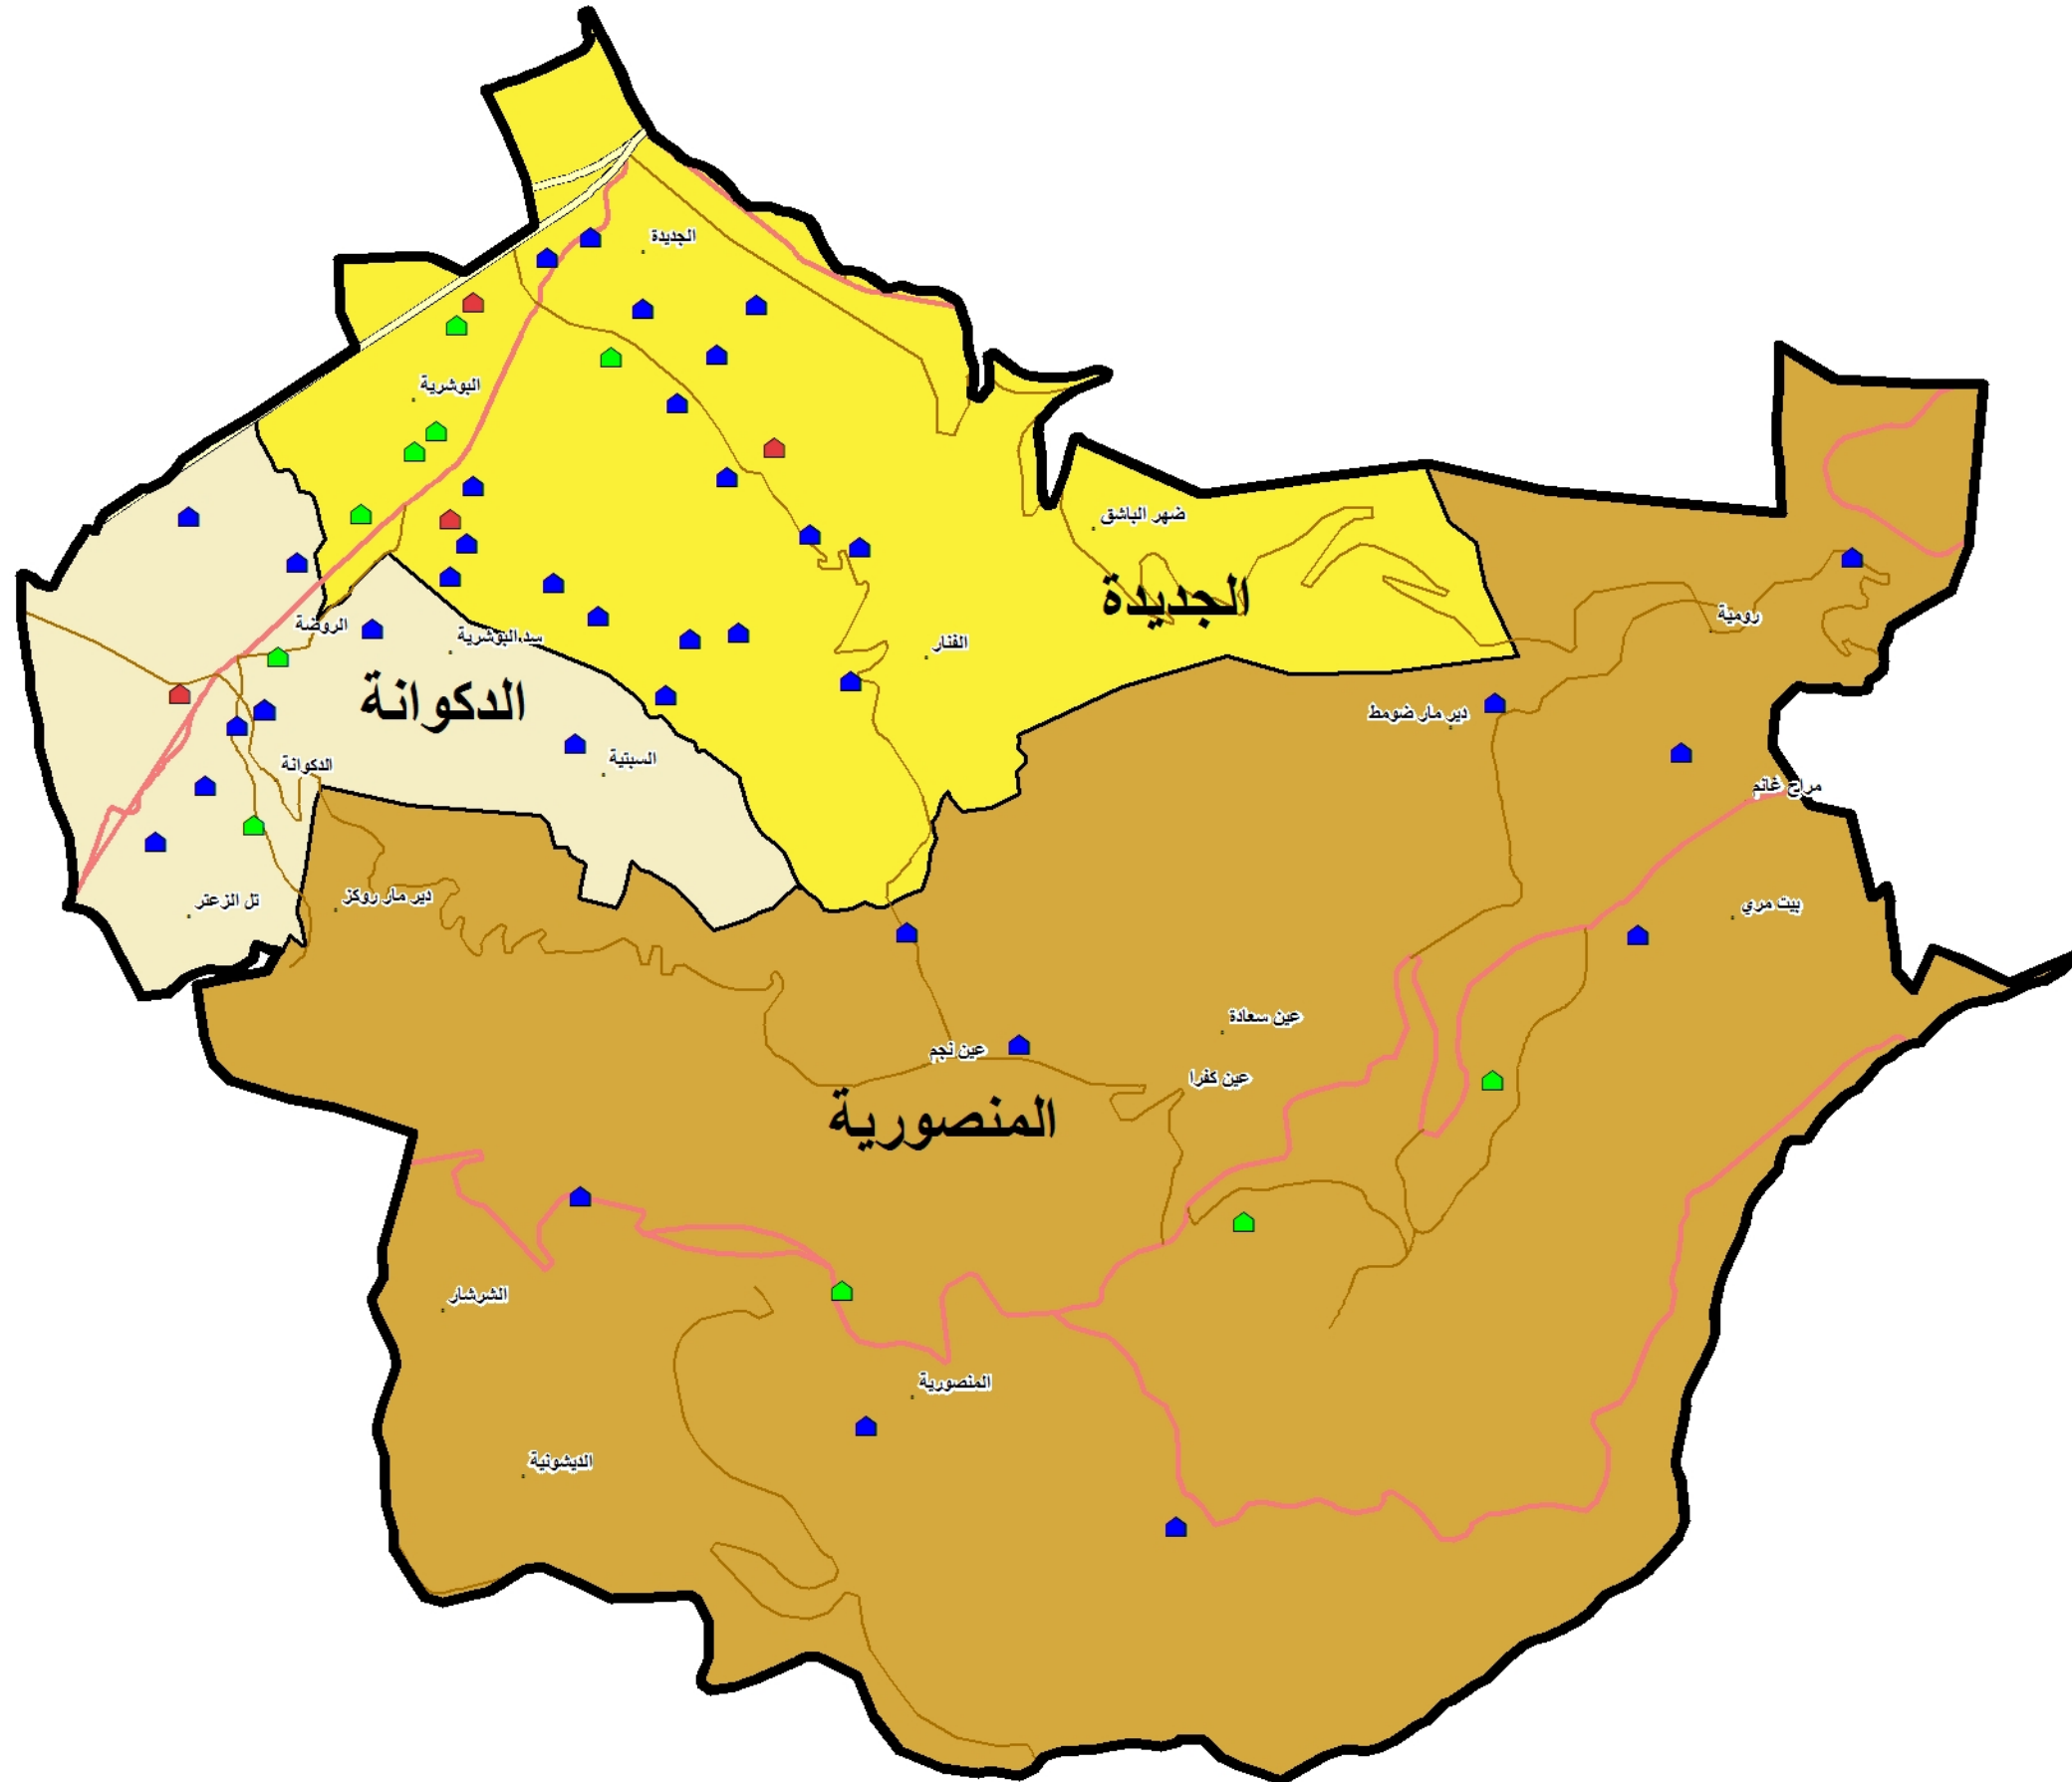 الجديدة
البوشرية
ضهر الباشق
الجديدة
رومية
الروضة
سد البوشرية
الفنار
الدكوانة
دير مار ضومط
السبتية
الدكوانة
مراح غانم
دير مار روكز
تل الزعتر
بيت مري
عين سعادة
عين نجم
عين كفرا
المنصورية
الشرشار
المنصورية
الديشونية